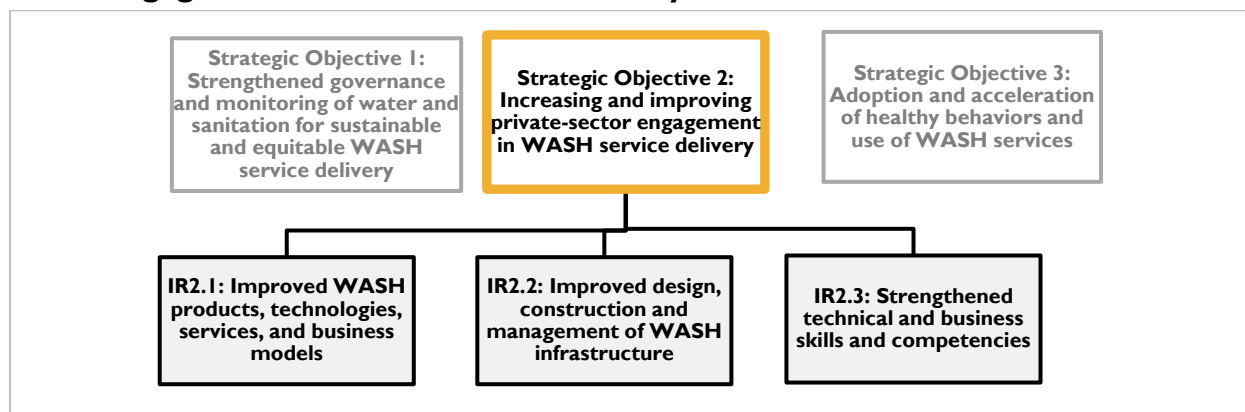 Strategic Objective 1:
Strengthened governance
and monitoring of water and
sanitation for sustainable
and equitable WASH
service delivery
Strategic Objective 2:
Increasing and improving
private-sector engagement
in WASH service delivery
Strategic Objective 3:
Adoption and acceleration
of healthy behaviors and
use of WASH services
IR2.1: Improved WASH
products, technologies,
services, and business
models
IR2.2: Improved design,
construction and
management of WASH
infrastructure
IR2.3: Strengthened
technical and business
skills and competencies